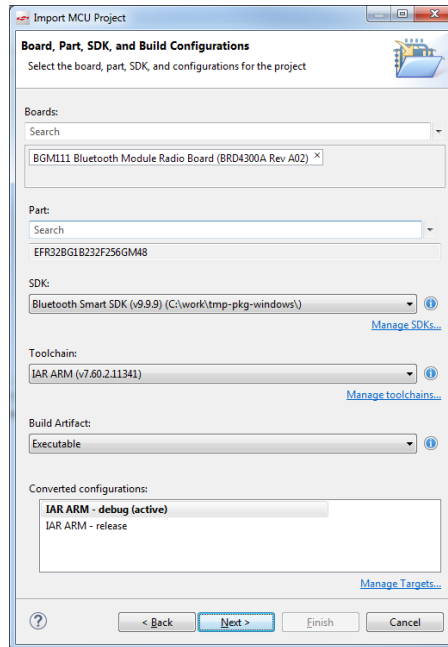 Import MCU Project
Board, Part, SDK, and Build Configurations
Select the board, part, SDK, and configurations for the project
Boards:
Search
BGM111 Bluetooth Module Radio Board (BRD4300A Rev A02) ×
Part:
Search
EFR32BG1B232F256GM48
SDK:
Bluetooth Smart SDK (v9.9.9) (C:\work\tmp-pkg-windows\)
Manage SDKs...
Toolchain:
IAR ARM (v7.60.2.11341)
Manage toolchains...
Build Artifact:
Executable
Converted configurations:
IAR ARM - debug (active)
IAR ARM - release
Manage Targets...
? < Back Next > Finish Cancel